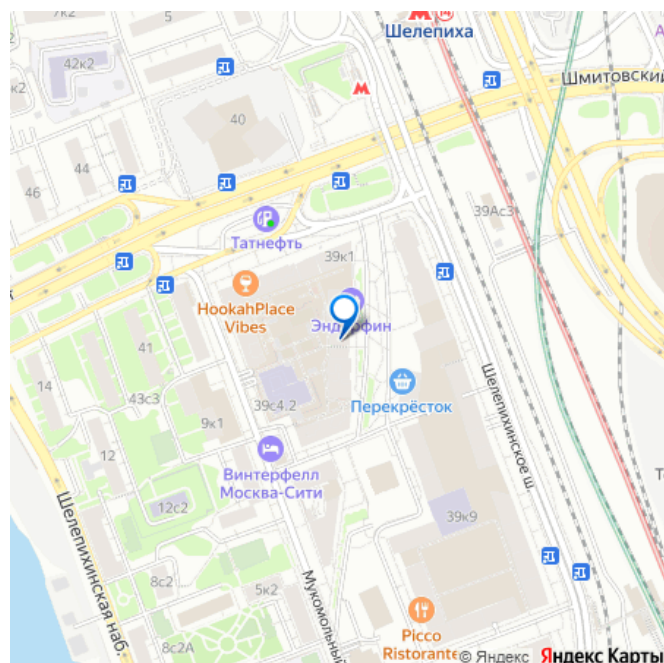 Шелепиха
7к2
42к2
Шмитовский
40
46
44
39Ас3
Татнефть
39к1
HookahPlace
Vibes
Эндорфин
41
14
43с3
39с4.2
9к1
Перекрёсток
Шелепихинское ш.
12
Винтерфелл
Москва-Сити
12с2
39к9
Шелепихинская наб.
8с2
5к2
Мукомольный
8с2А
Picco
Ristorante
© Яндекс
Яндекс Карты